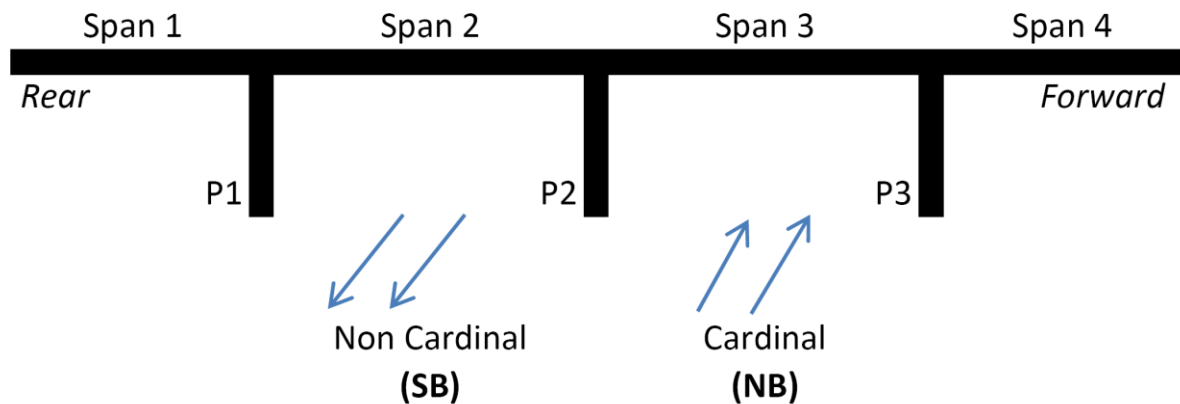 Span 1 Span 2 Span 3 Span 4
Rear Forward
P1 P2 P3
Non Cardinal Cardinal
(SB) (NB)